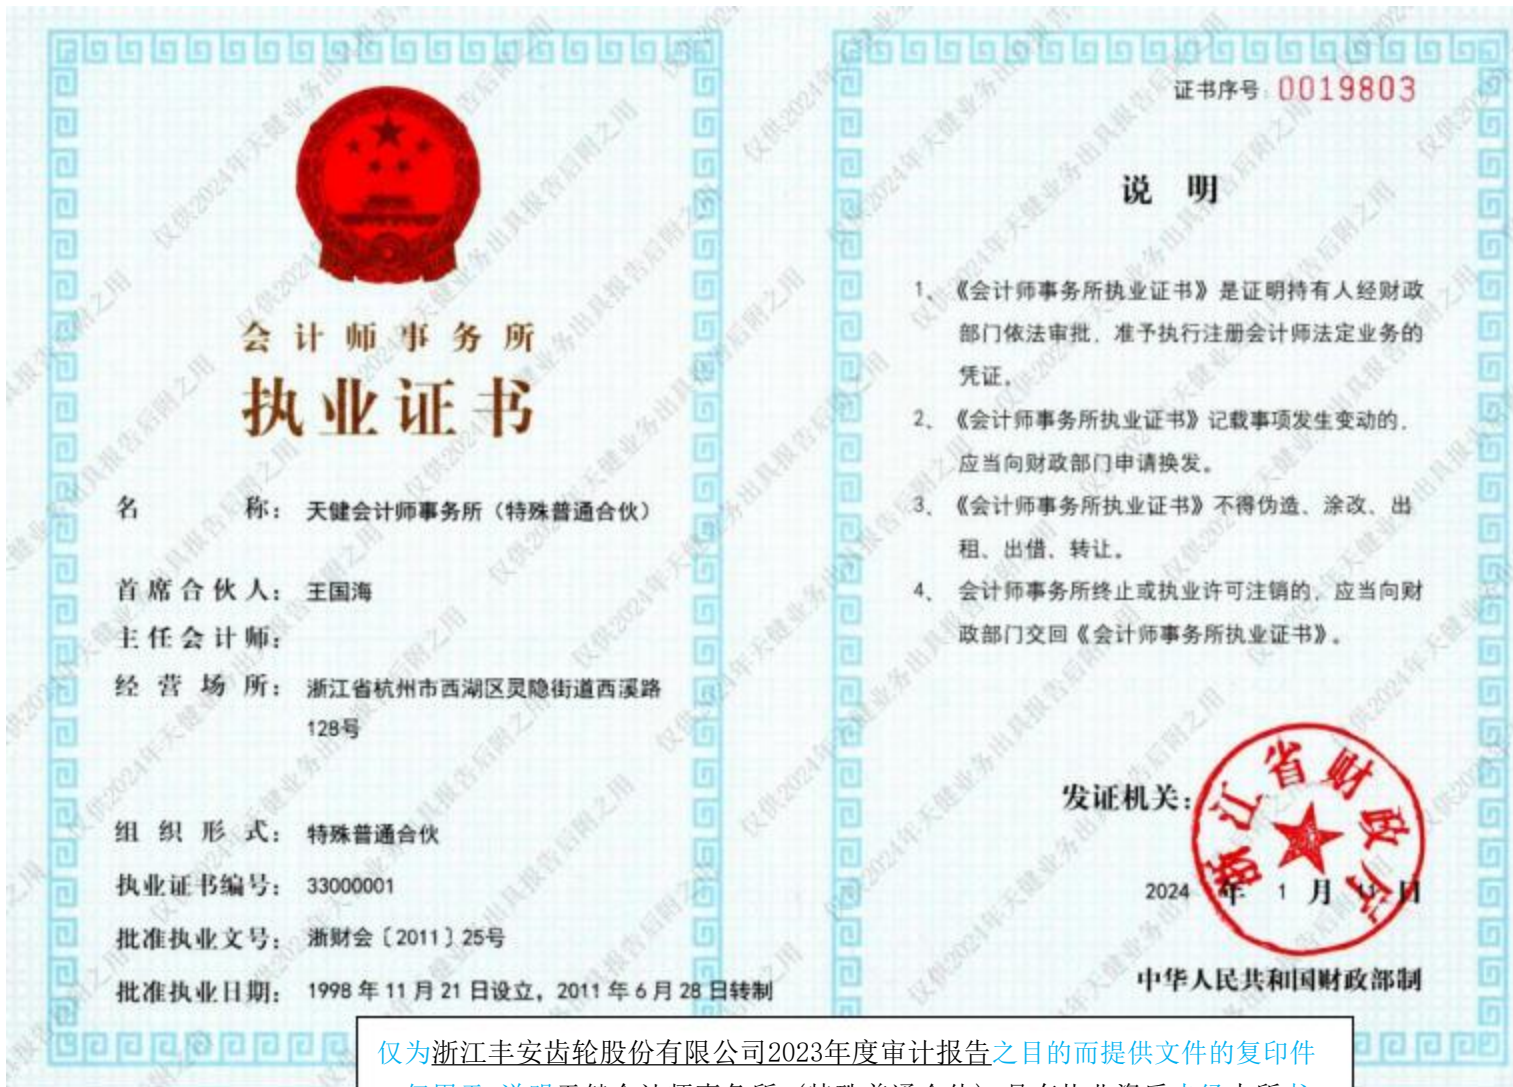 会计师事务所
执业证书
名称：天健会计师事务所（特殊普通合伙）
首席合伙人：王国海
主任会计师：
经营场所：浙江省杭州市西湖区灵隐街道西溪路
128号
组织形式：特殊普通合伙
执业证书编号：33000001
批准执业文号：浙财会〔2011〕25号
批准执业日期：1998年11月21日设立，2011年6月28日转制
证书序号：0019803
说明
1、《会计师事务所执业证书》是证明持有人经财政
部门依法审批，准予执行注册会计师法定业务的
凭证。
2、《会计师事务所执业证书》记载事项发生变动的，
应当向财政部门申请换发。
3、《会计师事务所执业证书》不得伪造、涂改、出
租、出借、转让。
4、会计师事务所终止或执业许可注销的，应当向财
政部门交回《会计师事务所执业证书》。
发证机关：
浙江省财政厅
2024年1月日
中华人民共和国财政部制
仅为浙江丰安齿轮股份有限公司2023年度审计报告之目的而提供文件的复印件
仅供2024年天健业务出具报告后附之用